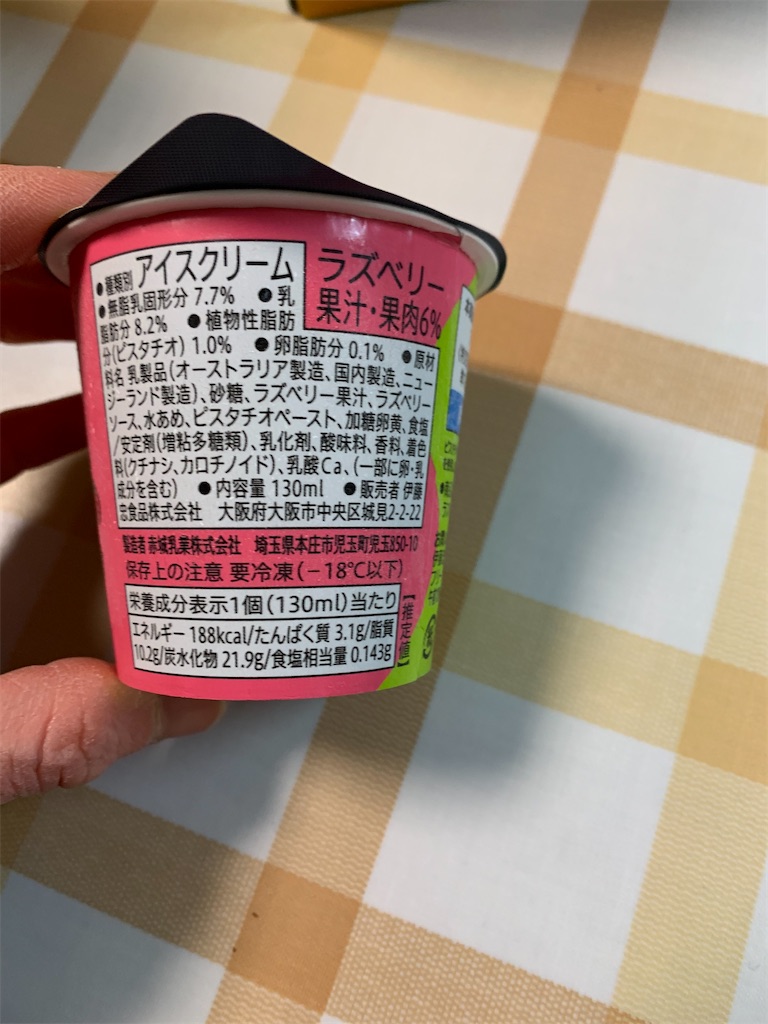 ●種類別 アイスクリーム
●無脂乳固形分 7.7% ●乳
脂肪分 8.2% ●植物性脂肪
分(ピスタチオ) 1.0% ●卵脂肪分 0.1% ●原材
料名 乳製品(オーストラリア製造、国内製造、ニュー
ジーランド製造)、砂糖、ラズベリー果汁、ラズベリー
ソース、水あめ、ピスタチオペースト、加糖卵黄、食塩
/安定剤(増粘多糖類)、乳化剤、酸味料、香料、着色
料(クチナシ、カロチノイド)、乳酸Ca、(一部に卵・乳
成分を含む) ●内容量 130ml ●販売者 伊藤
忠食品株式会社 大阪府大阪市中央区城見2-2-22
ラズベリー
果汁・果肉6%
製造者 赤城乳業株式会社 埼玉県本庄市児玉町児玉850-10
保存上の注意 要冷凍(−18℃以下)
栄養成分表示1個(130ml)当たり
エネルギー 188kcal/たんぱく質 3.1g/脂質
10.2g/炭水化物 21.9g/食塩相当量 0.143g
【推定値】